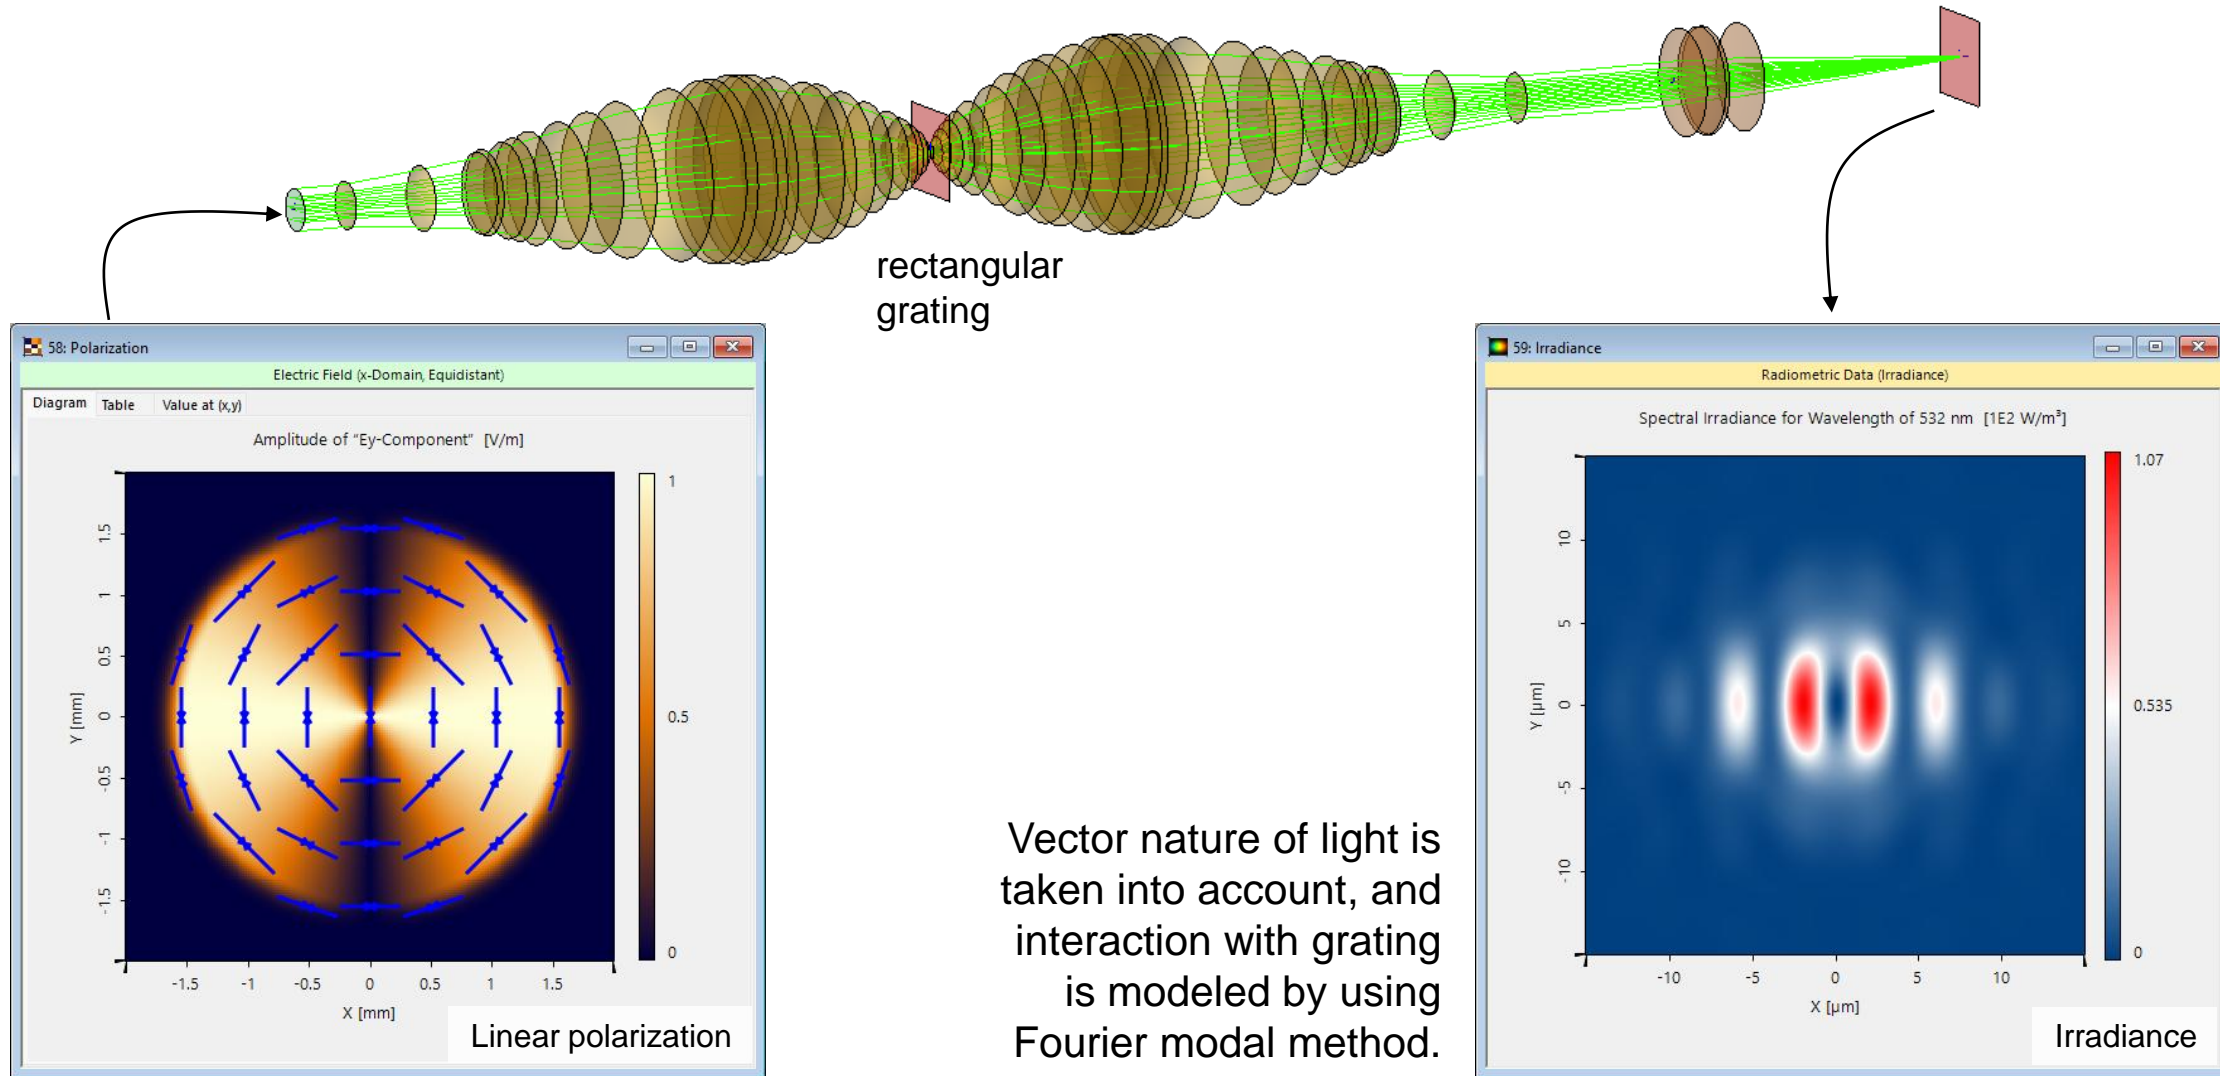 rectangular
grating
58: Polarization
Electric Field (x-Domain, Equidistant)
Diagram Table Value at (x,y)
Amplitude of "Ey-Component" [V/m]
1
0.5
0
1.5
1
0.5
0
-0.5
-1
-1.5
Y [mm]
-1.5 -1 -0.5 0 0.5 1 1.5
X [mm]
Linear polarization
Vector nature of light is
taken into account, and
interaction with grating
is modeled by using
Fourier modal method.
59: Irradiance
Radiometric Data (Irradiance)
Spectral Irradiance for Wavelength of 532 nm [1E2 W/m³]
1.07
0.535
0
10
5
0
-5
-10
Y [µm]
-10 -5 0 5 10
X [µm]
Irradiance